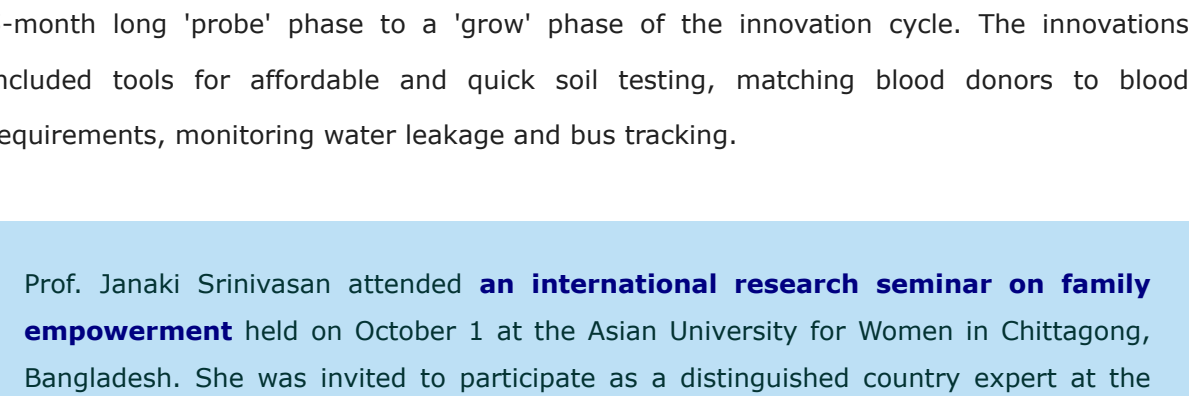 -month long 'probe' phase to a 'grow' phase of the innovation cycle. The innovations
ncluded tools for affordable and quick soil testing, matching blood donors to blood
equirements, monitoring water leakage and bus tracking.
Prof. Janaki Srinivasan attended an international research seminar on family
empowerment held on October 1 at the Asian University for Women in Chittagong,
Bangladesh. She was invited to participate as a distinguished country expert at the